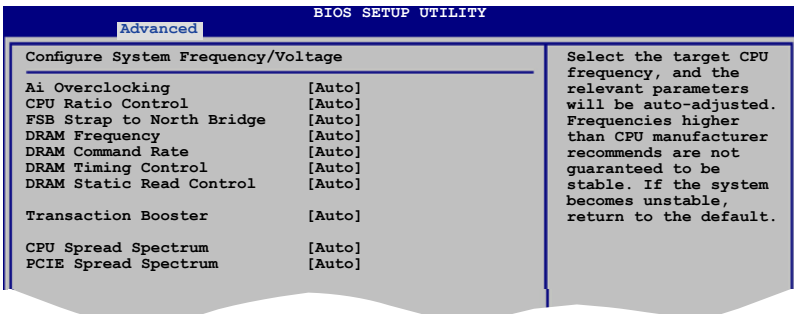 BIOS SETUP UTILITY
Advanced
Configure System Frequency/Voltage
Ai Overclocking [Auto]
CPU Ratio Control [Auto]
FSB Strap to North Bridge [Auto]
DRAM Frequency [Auto]
DRAM Command Rate [Auto]
DRAM Timing Control [Auto]
DRAM Static Read Control [Auto]
Transaction Booster [Auto]
CPU Spread Spectrum [Auto]
PCIE Spread Spectrum [Auto]
Select the target CPU
frequency, and the
relevant parameters
will be auto-adjusted.
Frequencies higher
than CPU manufacturer
recommends are not
guaranteed to be
stable. If the system
becomes unstable,
return to the default.